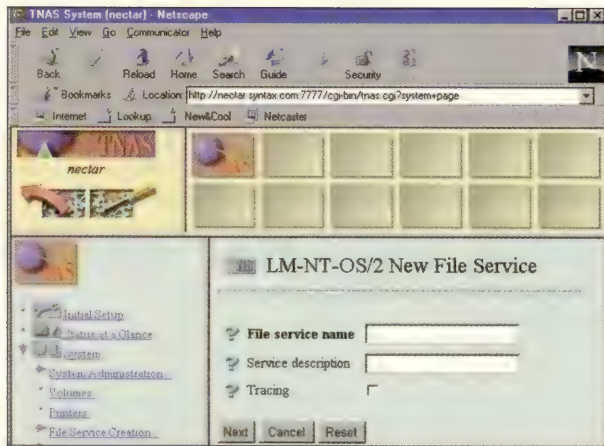 TNAS System (nectar) - Netscape
File Edit View Go Communicator Help
Back Reload Home Search Guide Security
N
Bookmarks Location: http://nectar.syntax.com:7777/cgi-bin/tnas.cgi?system+page
Internet Lookup New&Cool Netcaster
TNAS
nectar
LM-NT-OS/2 New File Service
Initial Setup
Status at a Glance
System
System Administration
Volumes
Printers
File Service Creation
File service name
Service description
Tracing
Next Cancel Reset